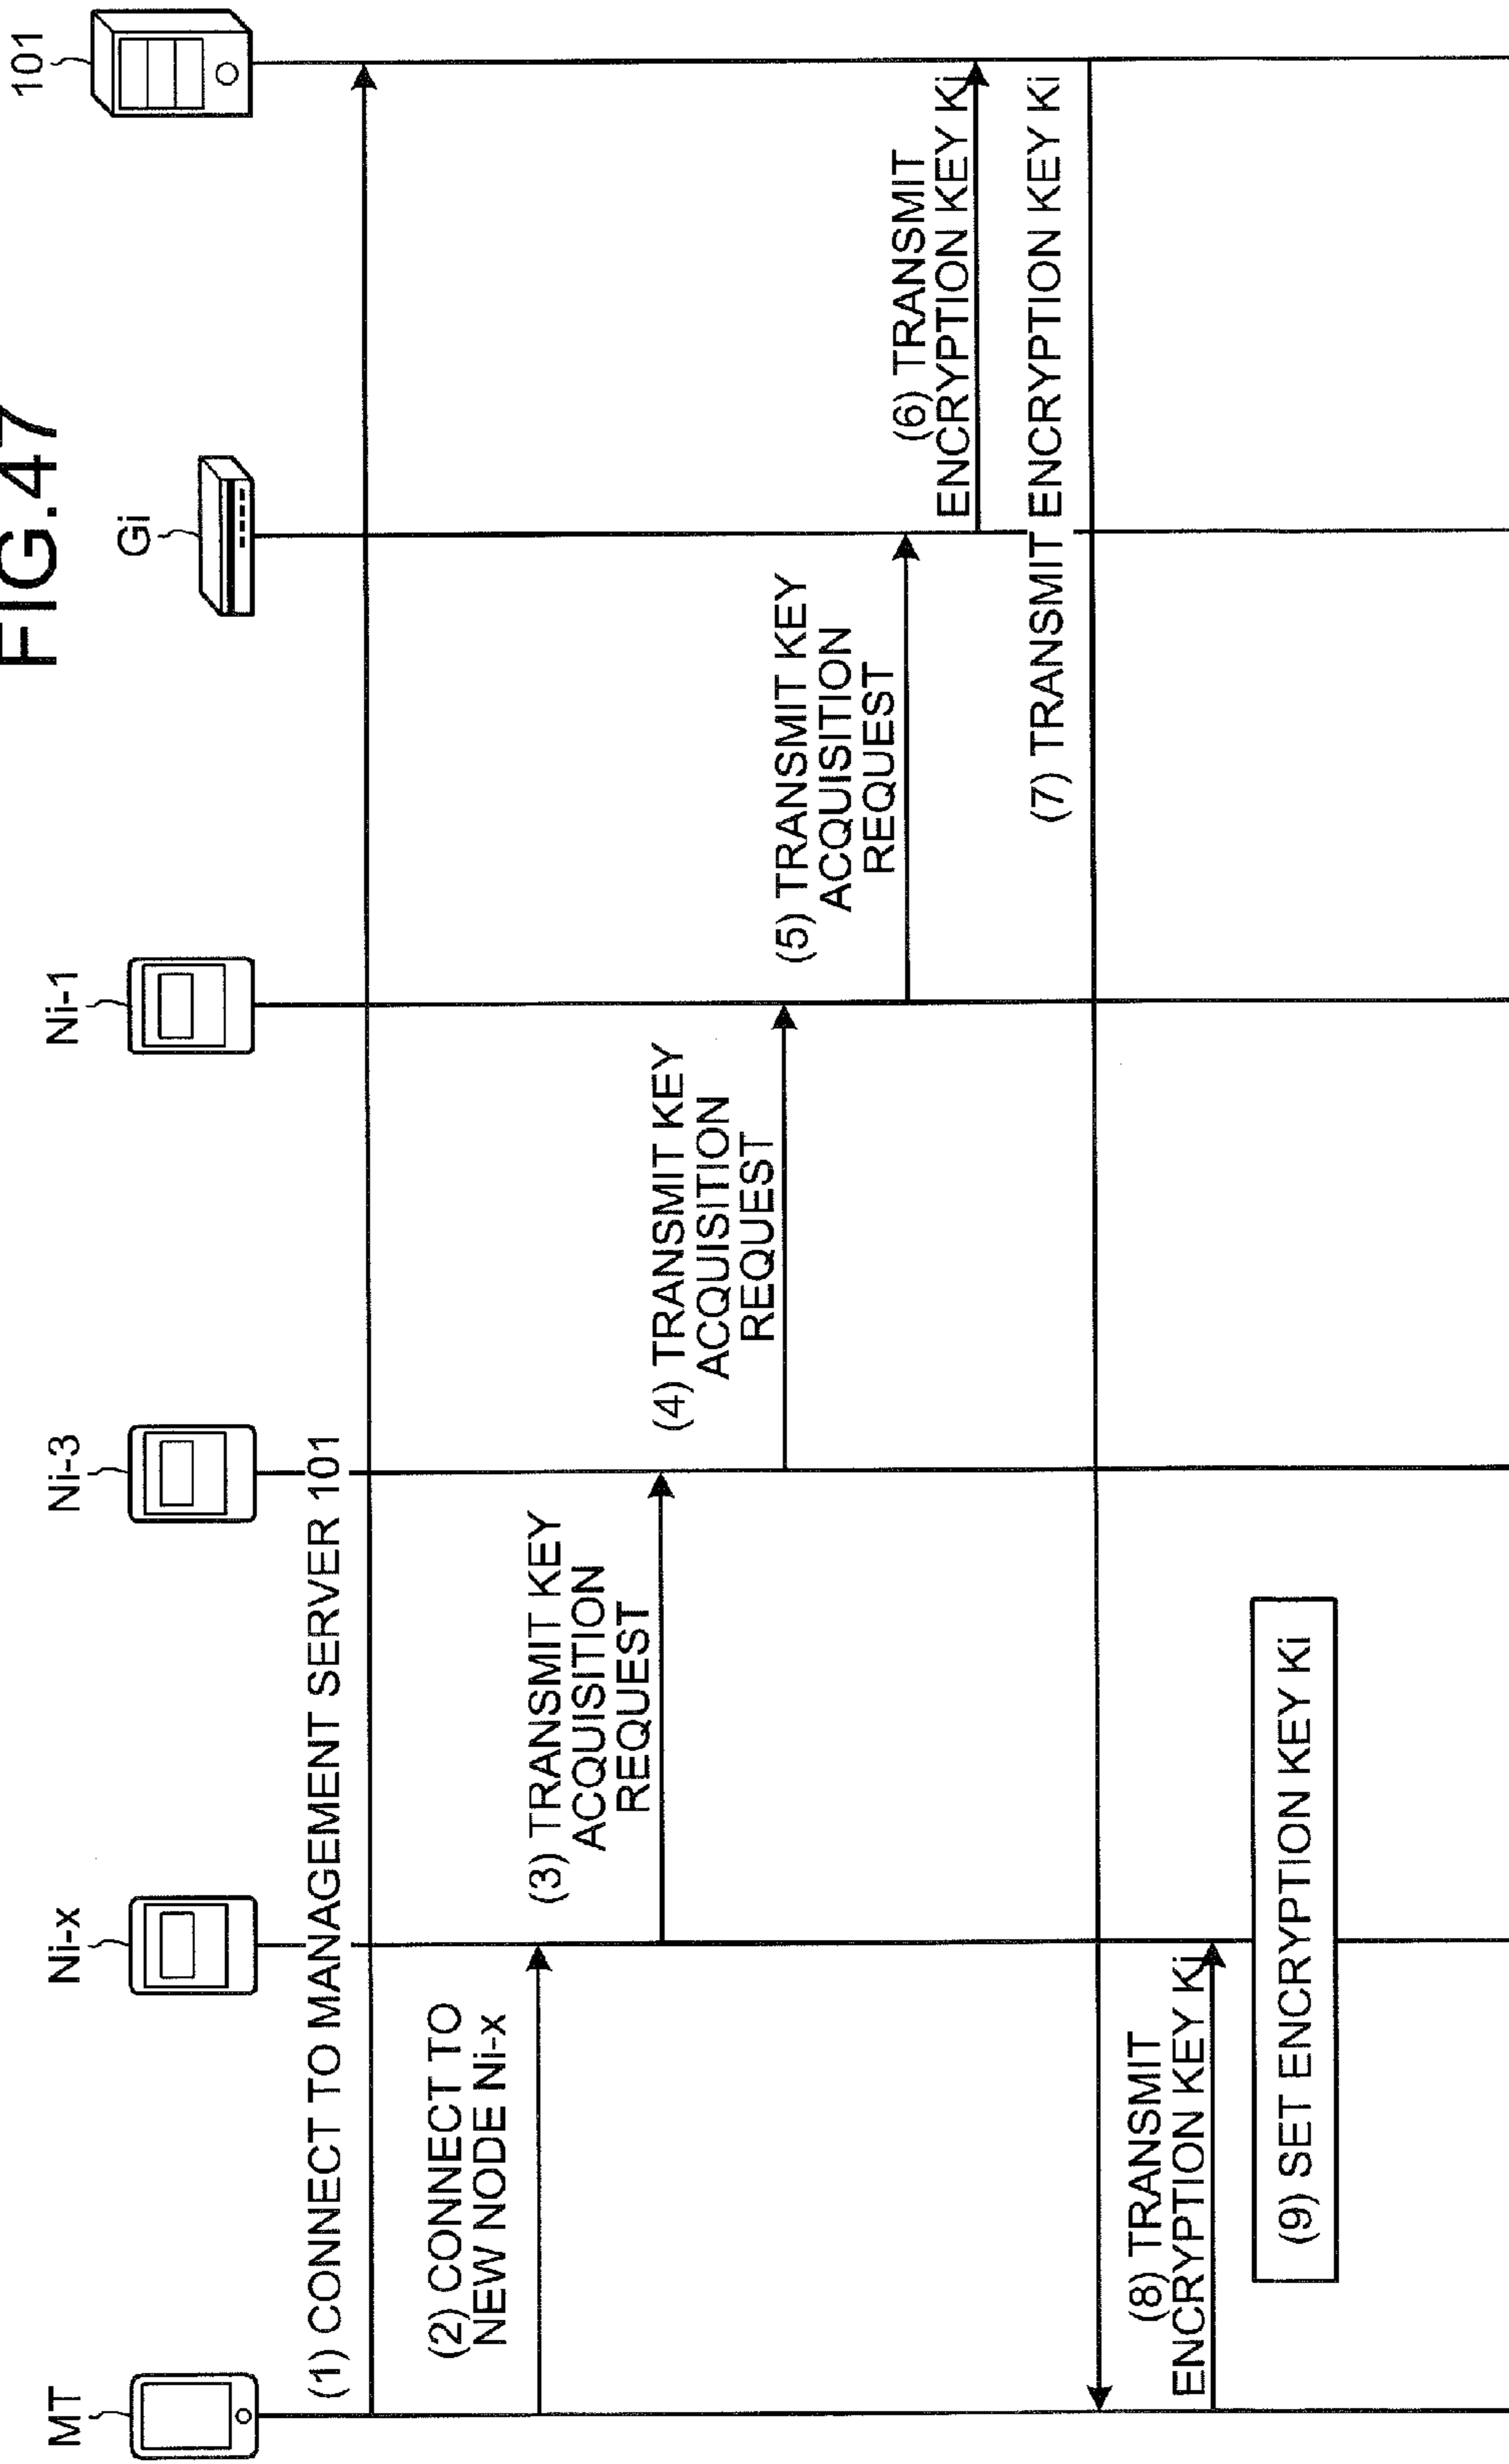 FIG.47
MT
Ni-x
Ni-3
Ni-1
Gi
101
(1) CONNECT TO MANAGEMENT SERVER 101
(2) CONNECT TO
NEW NODE Ni-x
(3) TRANSMIT KEY
ACQUISITION
REQUEST
(4) TRANSMIT KEY
ACQUISITION
REQUEST
(5) TRANSMIT KEY
ACQUISITION
REQUEST
(6) TRANSMIT
ENCRYPTION KEY Ki
(7) TRANSMIT ENCRYPTION KEY Ki
(8) TRANSMIT
ENCRYPTION KEY Ki
(9) SET ENCRYPTION KEY Ki